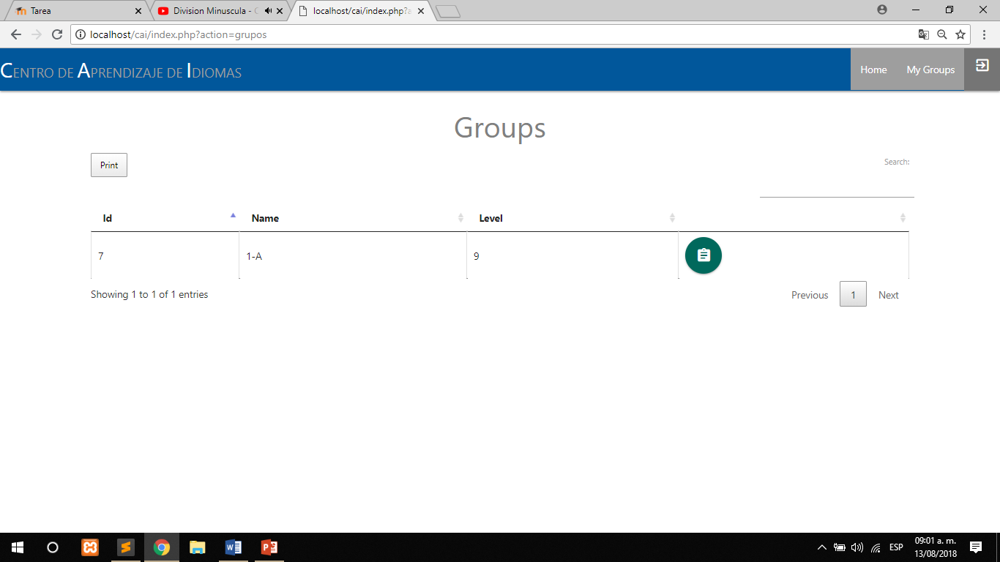 Tarea
Division Minuscula -
localhost/cai/index.php?a
localhost/cai/index.php?action=grupos
CENTRO DE APRENDIZAJE DE IDIOMAS
Home
My Groups
Groups
Print
Search:
Id Name Level
7 1-A 9
Showing 1 to 1 of 1 entries
Previous 1 Next
ESP
09:01 a. m.
13/08/2018